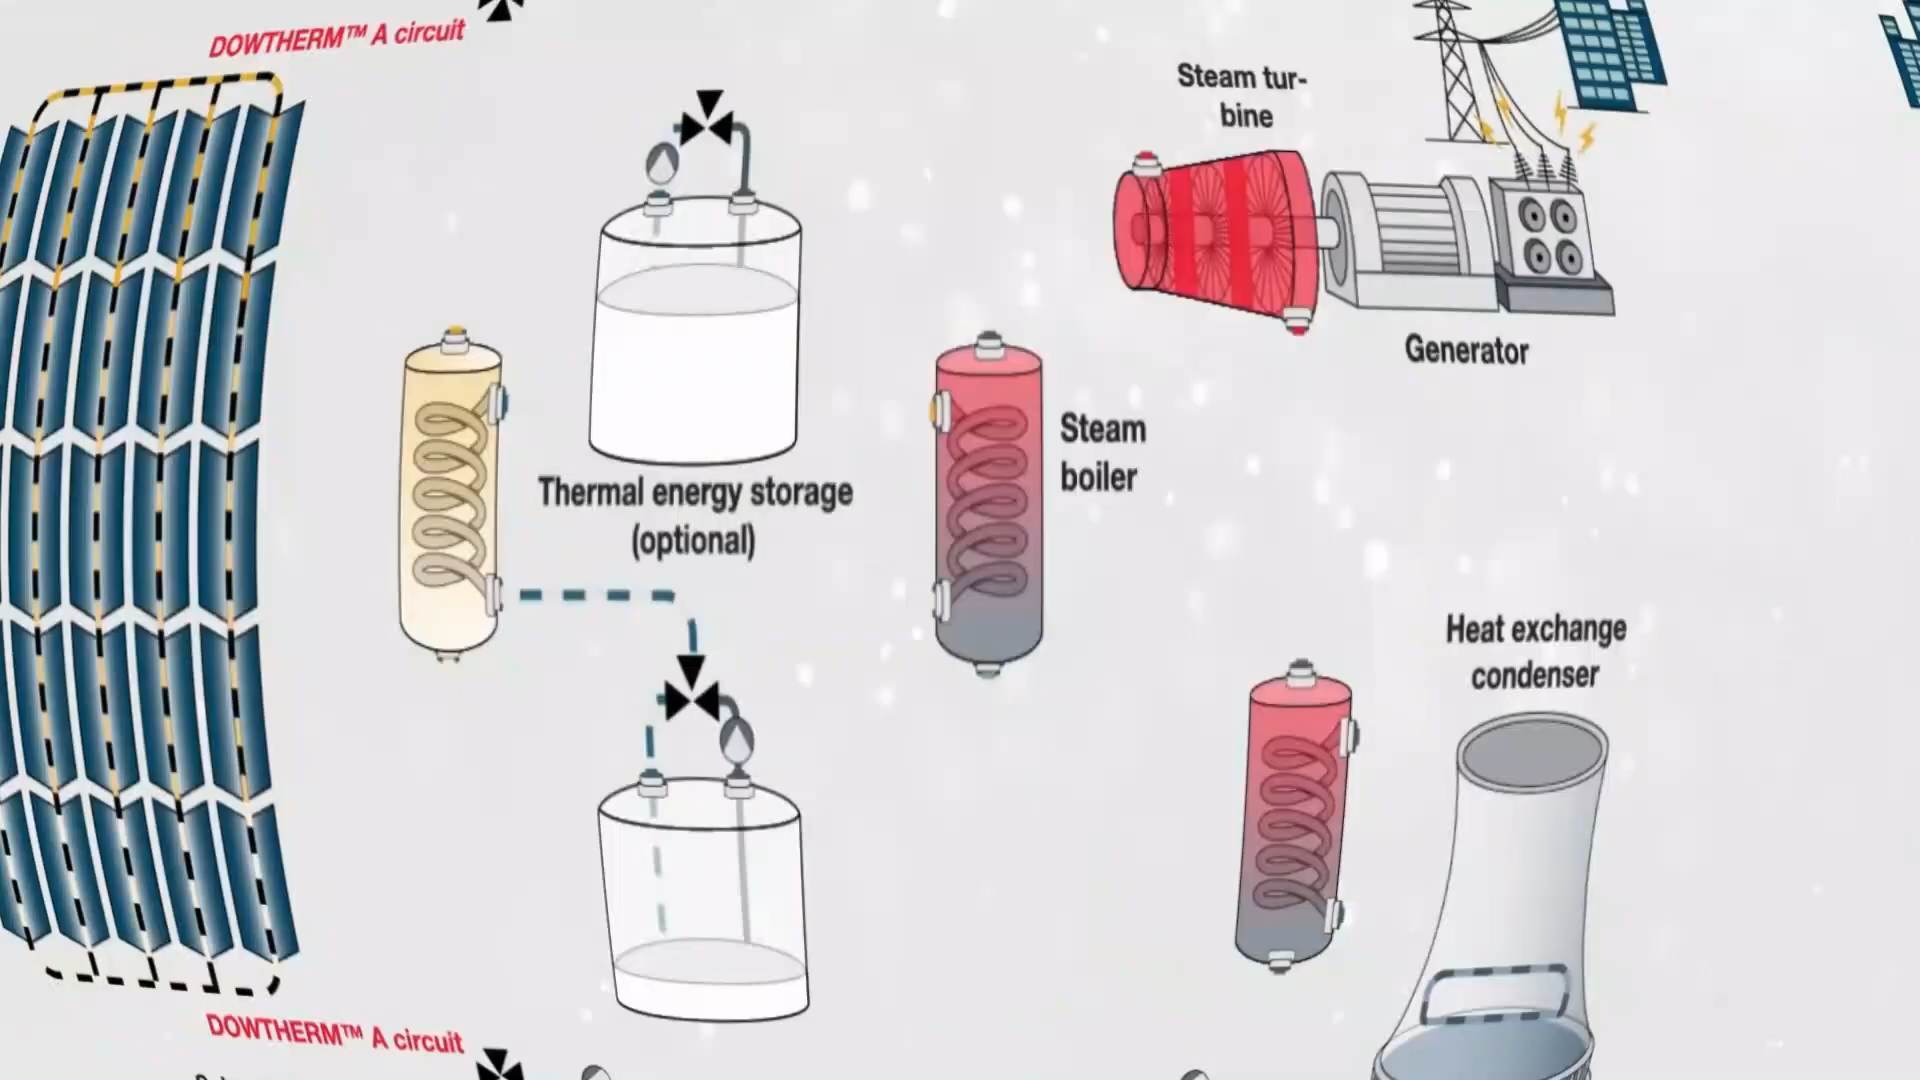 DOWTHERM™ A circuit
Steam tur-
bine
Generator
Steam
boiler
Thermal energy storage
(optional)
Heat exchange
condenser
DOWTHERM™ A circuit